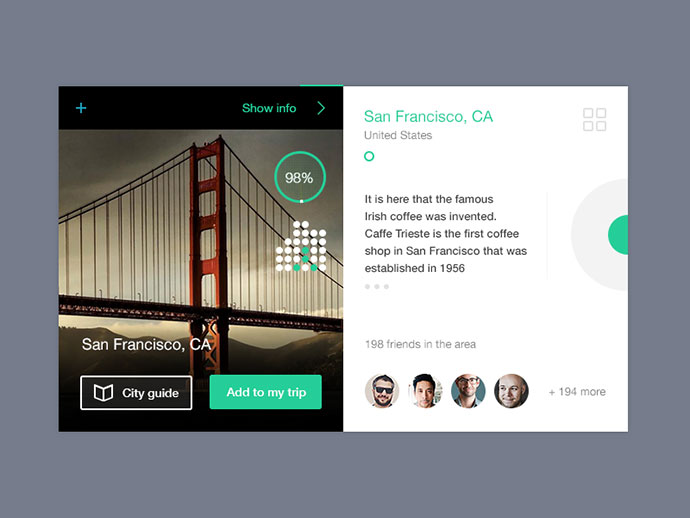 +
Show info
98%
San Francisco, CA
City guide
Add to my trip
San Francisco, CA
United States
It is here that the famous
Irish coffee was invented.
Caffe Trieste is the first coffee
shop in San Francisco that was
established in 1956
198 friends in the area
+ 194 more